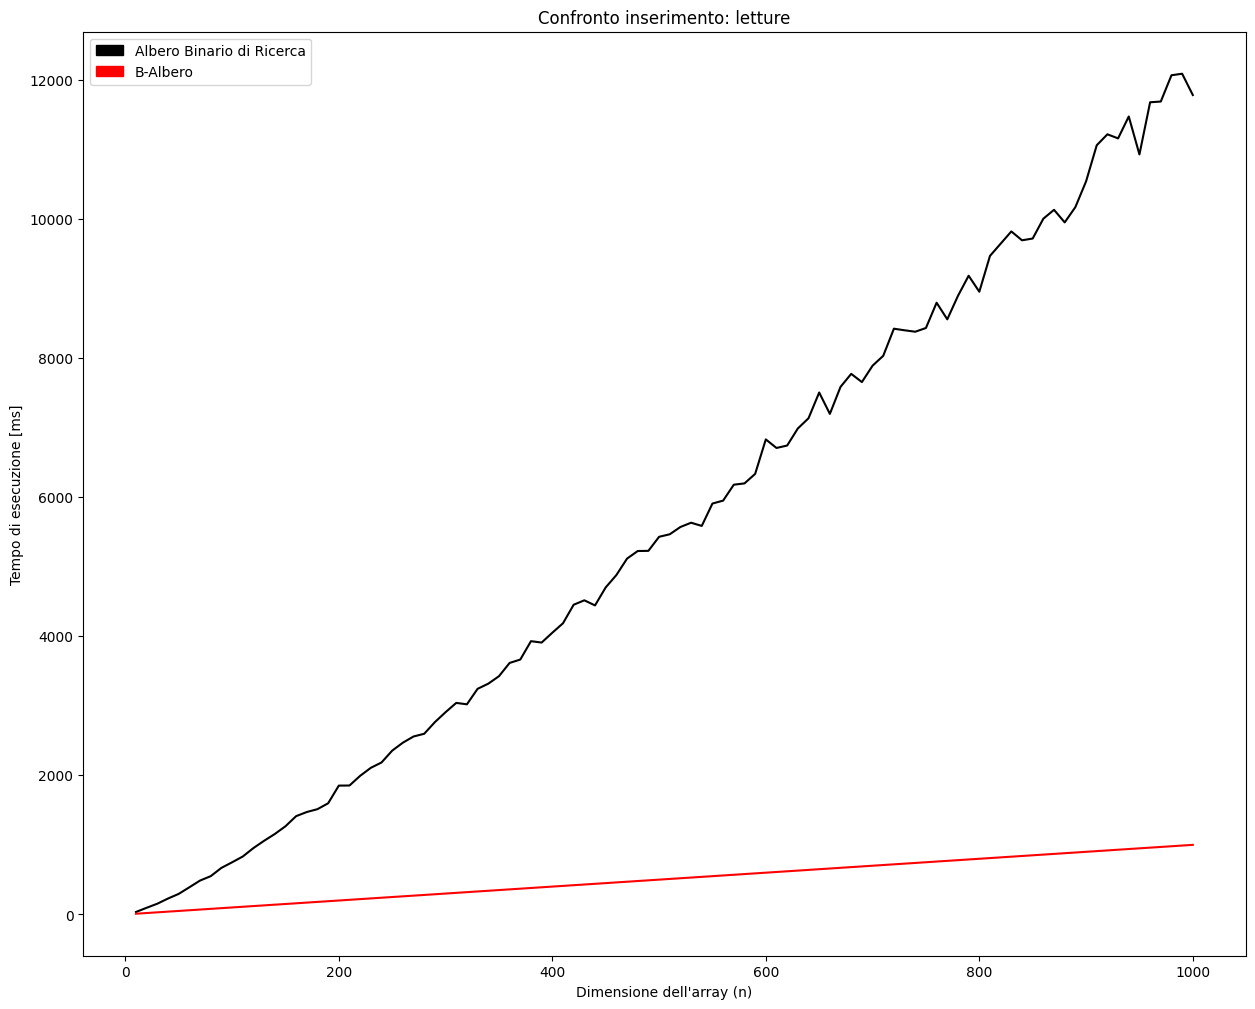 Confronto inserimento: letture
Albero Binario di Ricerca
B-Albero
12000
10000
8000
6000
4000
2000
0
Tempo di esecuzione [ms]
0 200 400 600 800 1000
Dimensione dell'array (n)